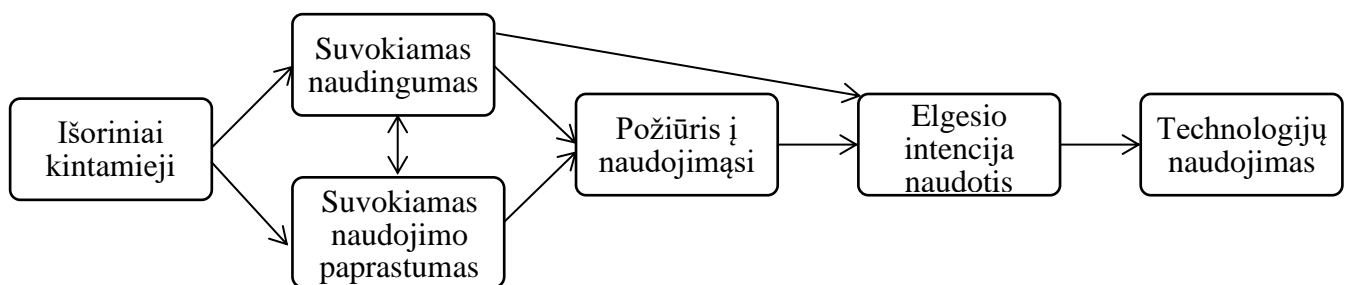 Išoriniai
kintamieji
Suvokiamas
naudingumas
Suvokiamas
naudojimo
paprastumas
Požiūris į
naudojimąsi
Elgesio
intencija
naudotis
Technologijų
naudojimas